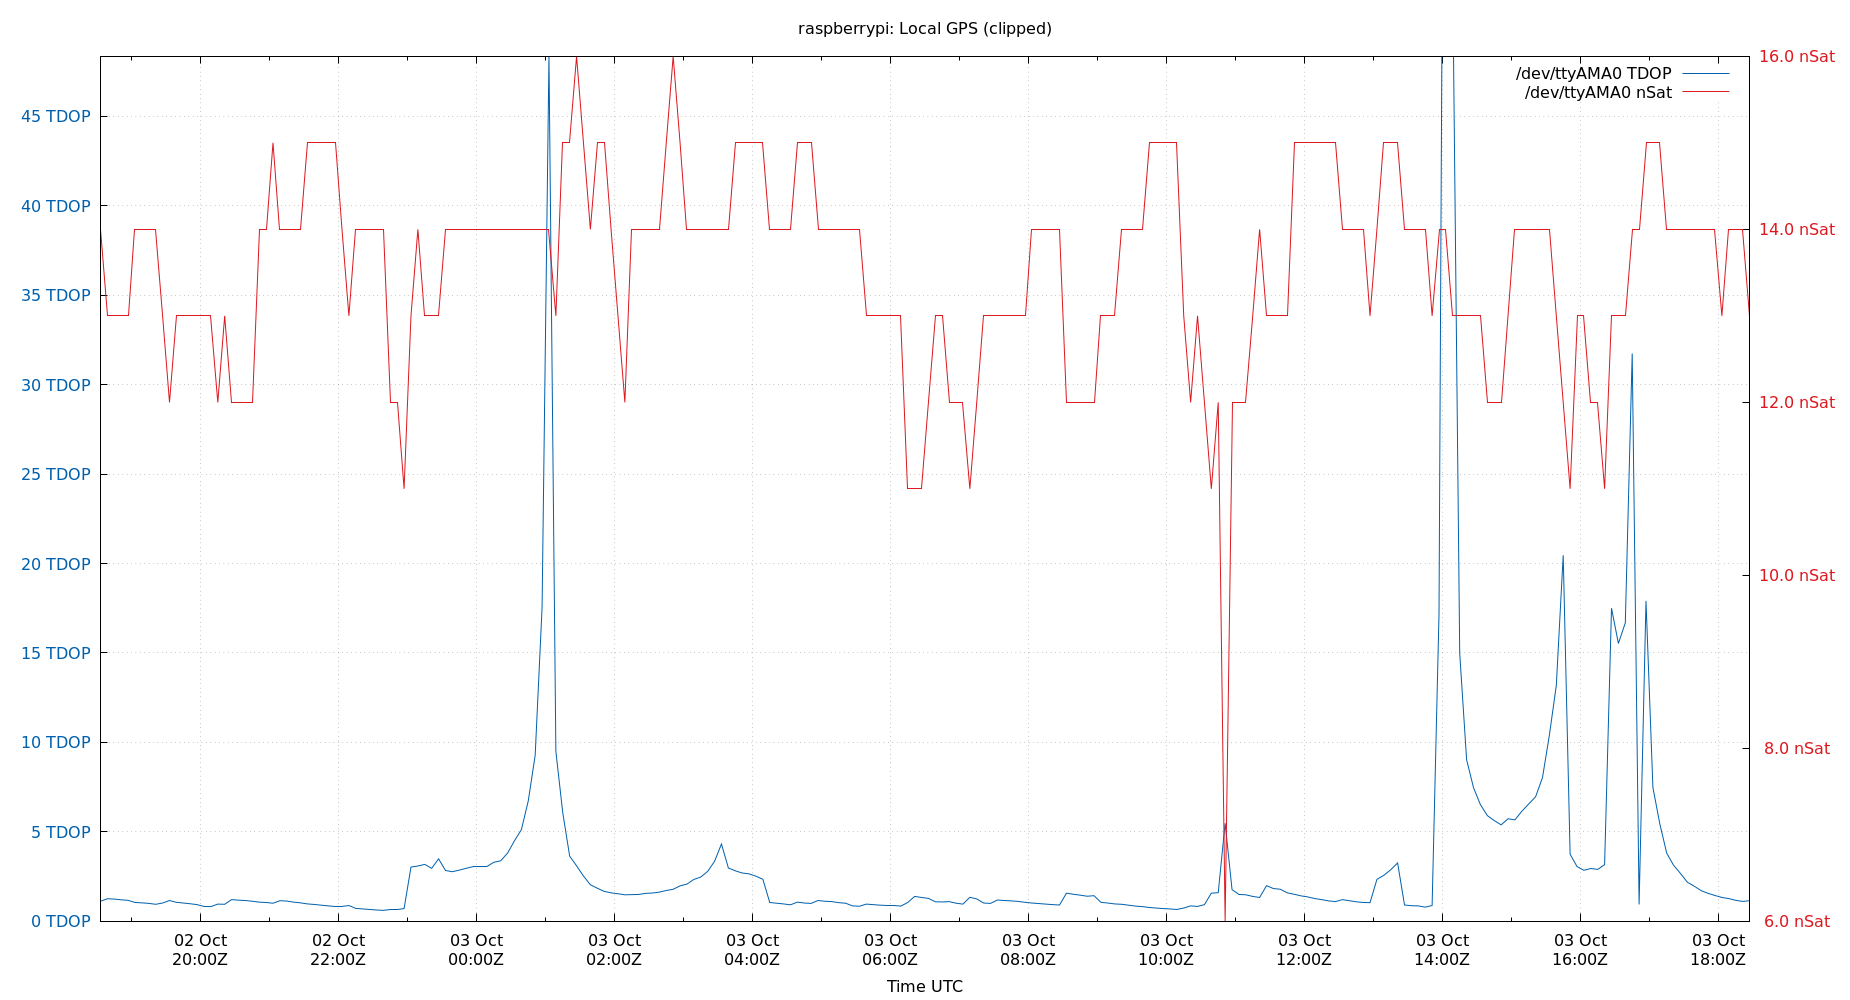 raspberrypi: Local GPS (clipped)
16.0 nSat
/dev/ttyAMA0 TDOP
/dev/ttyAMA0 nSat
45 TDOP
40 TDOP
14.0 nSat
35 TDOP
30 TDOP
12.0 nSat
25 TDOP
20 TDOP
10.0 nSat
15 TDOP
10 TDOP
8.0 nSat
5 TDOP
0 TDOP
6.0 nSat
02 Oct
20:00Z
02 Oct
22:00Z
03 Oct
00:00Z
03 Oct
02:00Z
03 Oct
04:00Z
03 Oct
06:00Z
03 Oct
08:00Z
03 Oct
10:00Z
03 Oct
12:00Z
03 Oct
14:00Z
03 Oct
16:00Z
03 Oct
18:00Z
Time UTC